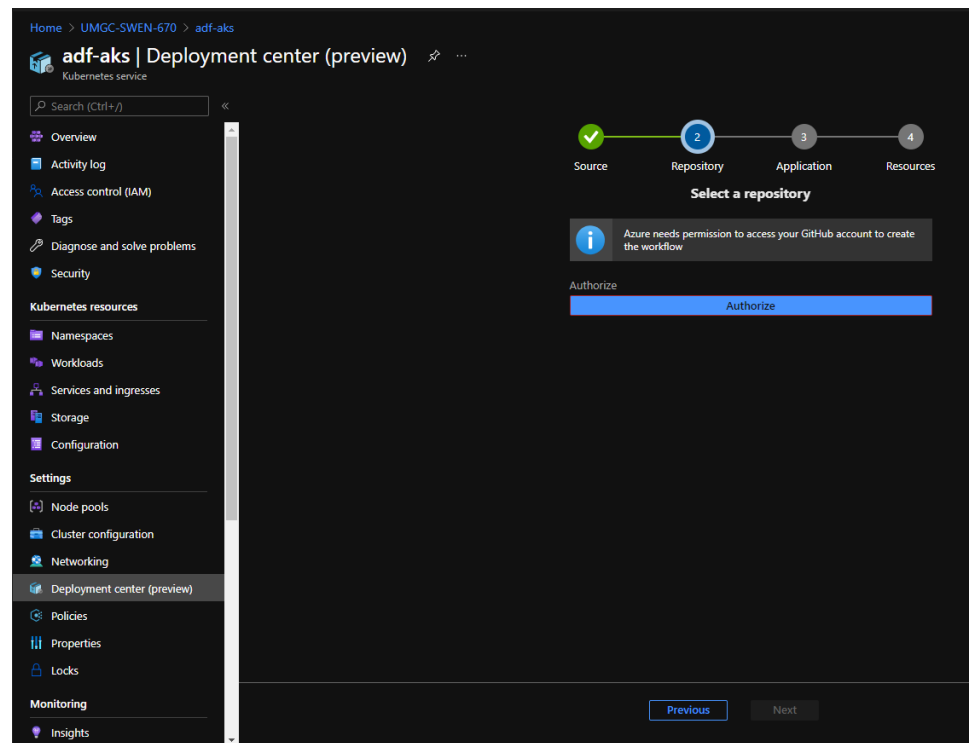 Home > UMGC-SWEN-670 > adf-aks
adf-aks | Deployment center (preview)
Kubernetes service
Search (Ctrl+/)
Overview
Activity log
Access control (IAM)
Tags
Diagnose and solve problems
Security
Kubernetes resources
Namespaces
Workloads
Services and ingresses
Storage
Configuration
Settings
Node pools
Cluster configuration
Networking
Deployment center (preview)
Policies
Properties
Locks
Monitoring
Insights
2 3 4
Source Repository Application Resources
Select a repository
Azure needs permission to access your GitHub account to create
the workflow
Authorize
Authorize
Previous Next